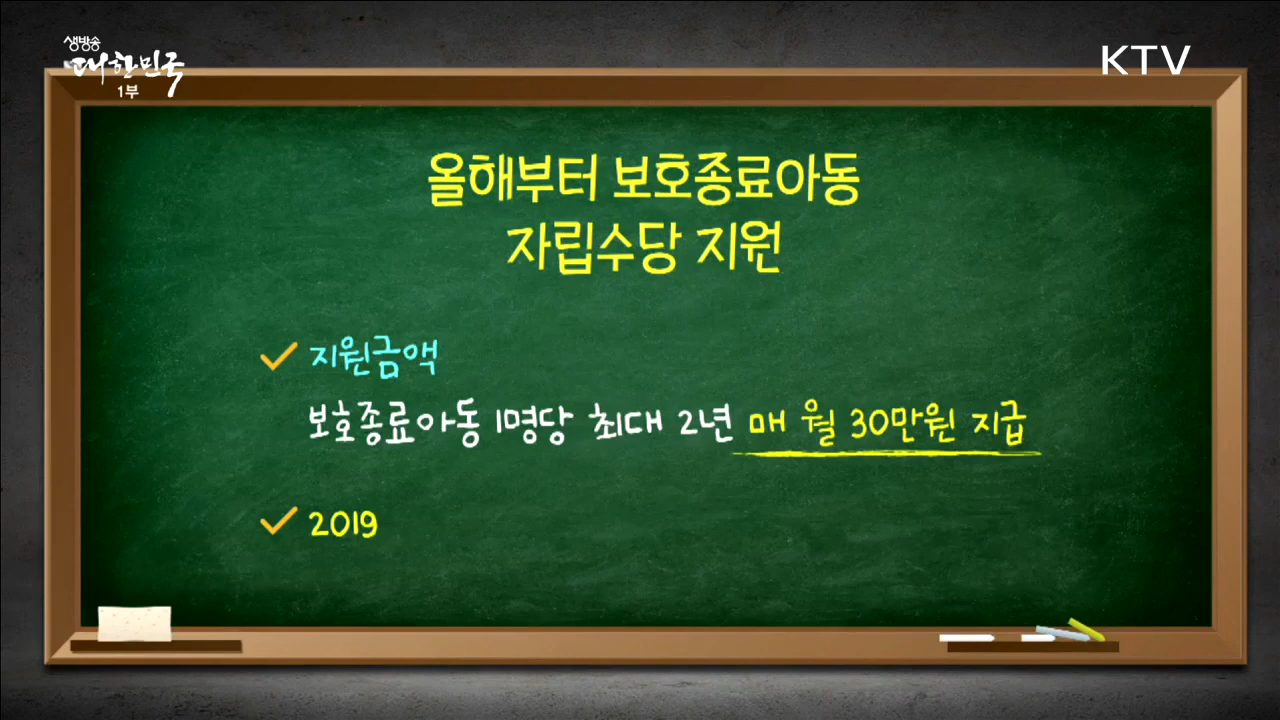 생방송
대한민국
1부
KTV
올해부터 보호종료아동
자립수당 지원
지원금액
보호종료아동 1명당 최대 2년 매 월 30만원 지급
2019